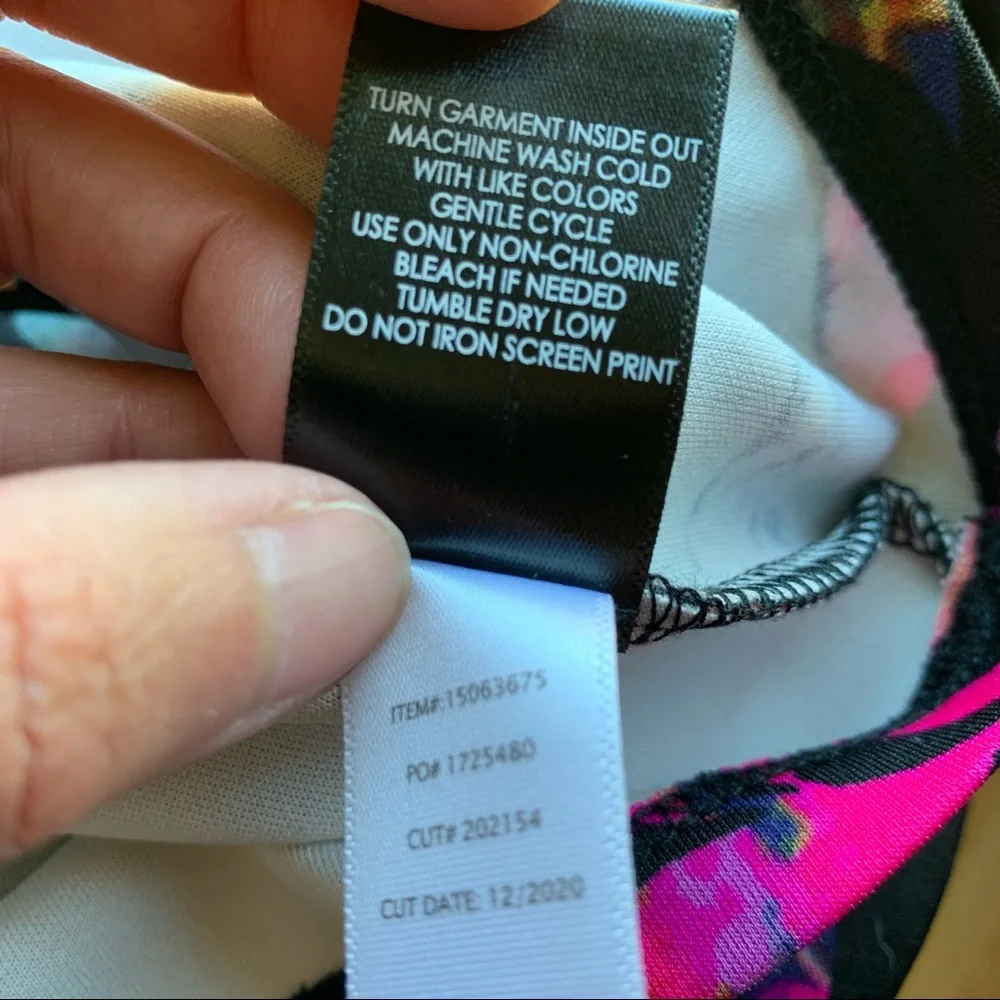 TURN GARMENT INSIDE OUT
MACHINE WASH COLD
WITH LIKE COLORS
GENTLE CYCLE
USE ONLY NON-CHLORINE
BLEACH IF NEEDED
TUMBLE DRY LOW
DO NOT IRON SCREEN PRINT
ITEM#:15063675
PO# 1725480
CUT# 202154
CUT DATE: 12/2020